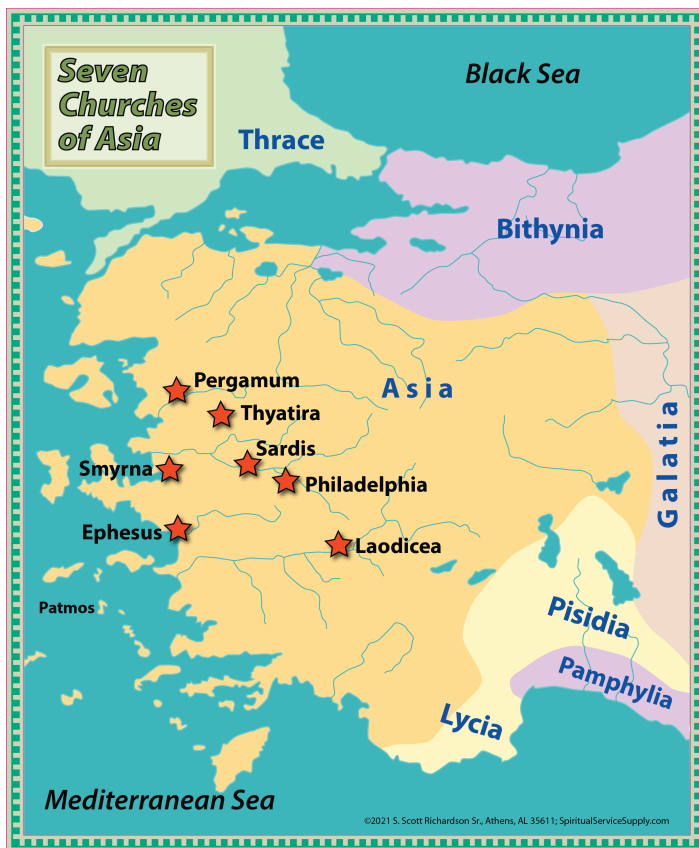 Seven
Churches
of Asia
Black Sea
Thrace
Bithynia
Pergamum
Asia
Thyatira
Sardis
Smyrna
Philadelphia
Galatia
Ephesus
Laodicea
Patmos
Pisidia
Pamphylia
Lycia
Mediterranean Sea
©2021 S. Scott Richardson Sr., Athens, AL 35611; SpiritualServiceSupply.com